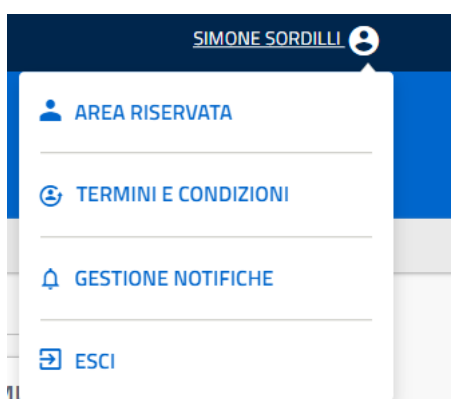 SIMONE SORDILLI
AREA RISERVATA
TERMINI E CONDIZIONI
GESTIONE NOTIFICHE
ESCI